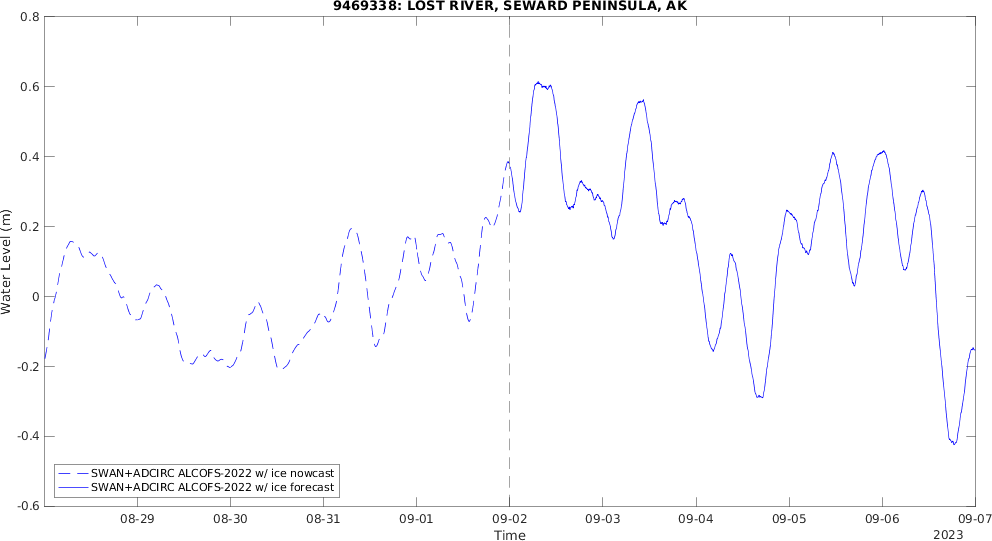 9469338: LOST RIVER, SEWARD PENINSULA, AK
0.8
0.6
0.4
0.2
0
-0.2
-0.4
-0.6
Water Level (m)
SWAN+ADCIRC ALCOFS-2022 w/ ice nowcast
SWAN+ADCIRC ALCOFS-2022 w/ ice forecast
08-29 08-30 08-31 09-01 09-02 09-03 09-04 09-05 09-06 09-07
Time
2023